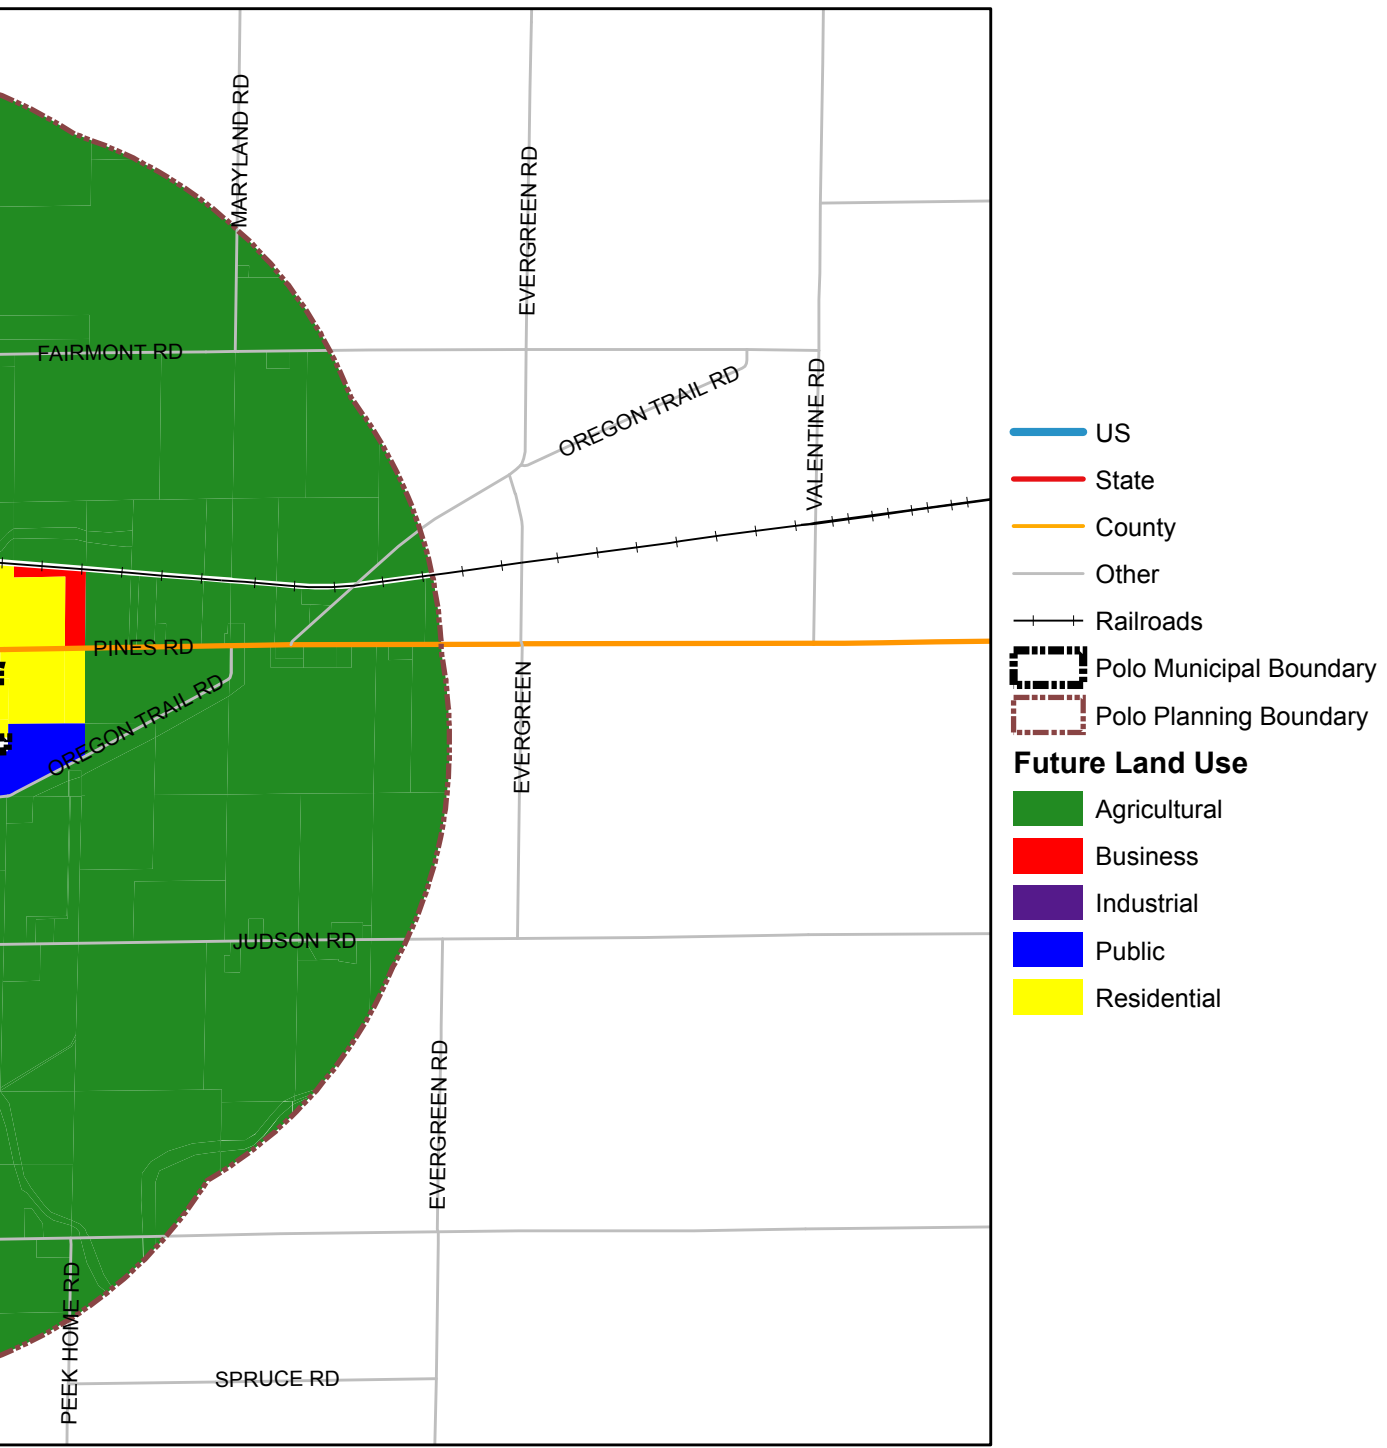 MARYLAND RD
EVERGREEN RD
FAIRMONT RD
OREGON TRAIL RD
VALENTINE RD
PINES RD
OREGON TRAIL RD
EVERGREEN
JUDSON RD
EVERGREEN RD
PEEK HOME RD
SPRUCE RD
US
State
County
Other
Railroads
Polo Municipal Boundary
Polo Planning Boundary
Future Land Use
Agricultural
Business
Industrial
Public
Residential